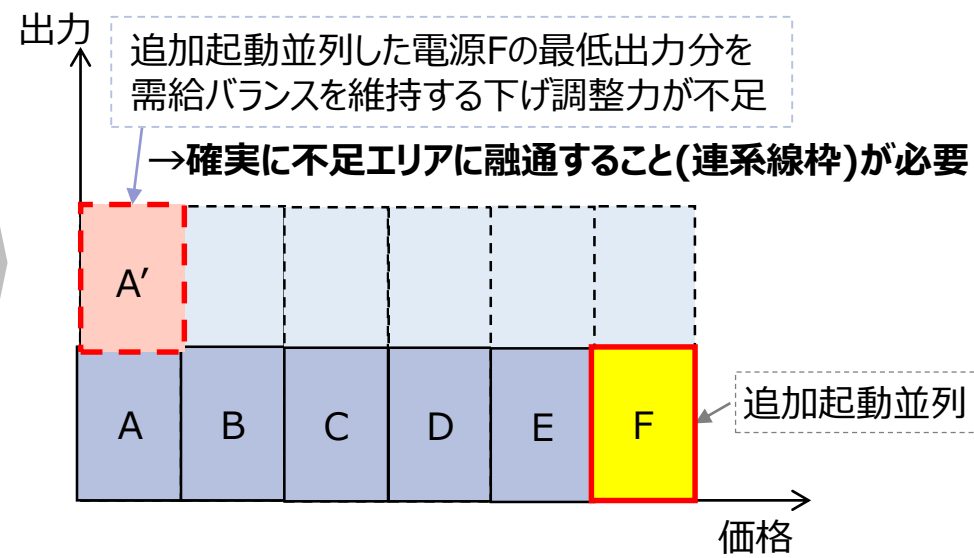 出力
追加起動並列した電源Fの最低出力分を
需給バランスを維持する下げ調整力が不足
→確実に不足エリアに融通すること(連系線枠)が必要
A′
A
B
C
D
E
F
追加起動並列
価格